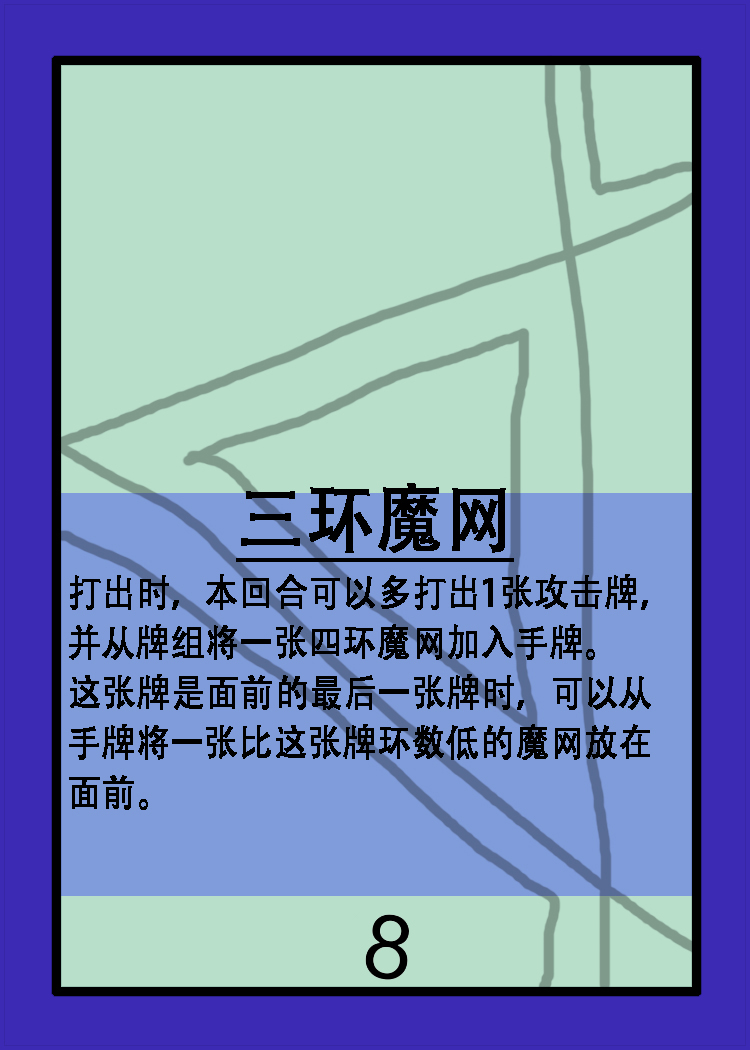 三环魔网
打出时，本回合可以多打出1张攻击牌，
并从牌组将一张四环魔网加入手牌。
这张牌是面前的最后一张牌时，可以从
手牌将一张比这张牌环数低的魔网放在
面前。
8